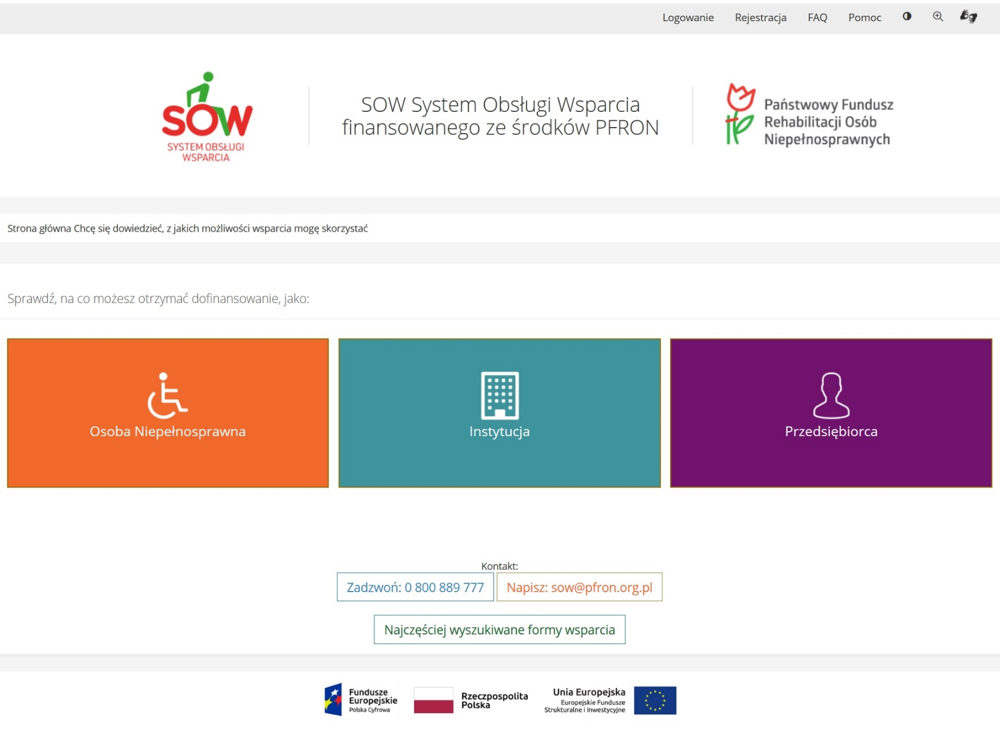 Logowanie Rejestracja FAQ Pomoc
SOW
SYSTEM OBSŁUGI
WSPARCIA
SOW System Obsługi Wsparcia
finansowanego ze środków PFRON
Państwowy Fundusz
Rehabilitacji Osób
Niepełnosprawnych
Strona główna Chcę się dowiedzieć, z jakich możliwości wsparcia mogę skorzystać
Sprawdź, na co możesz otrzymać dofinansowanie, jako:
Osoba Niepełnosprawna
Instytucja
Przedsiębiorca
Kontakt:
Zadzwoń: 0 800 889 777
Napisz: sow@pfron.org.pl
Najczęściej wyszukiwane formy wsparcia
Fundusze
Europejskie
Polska Cyfrowa
Rzeczpospolita
Polska
Unia Europejska
Europejskie Fundusze
Strukturalne i Inwestycyjne